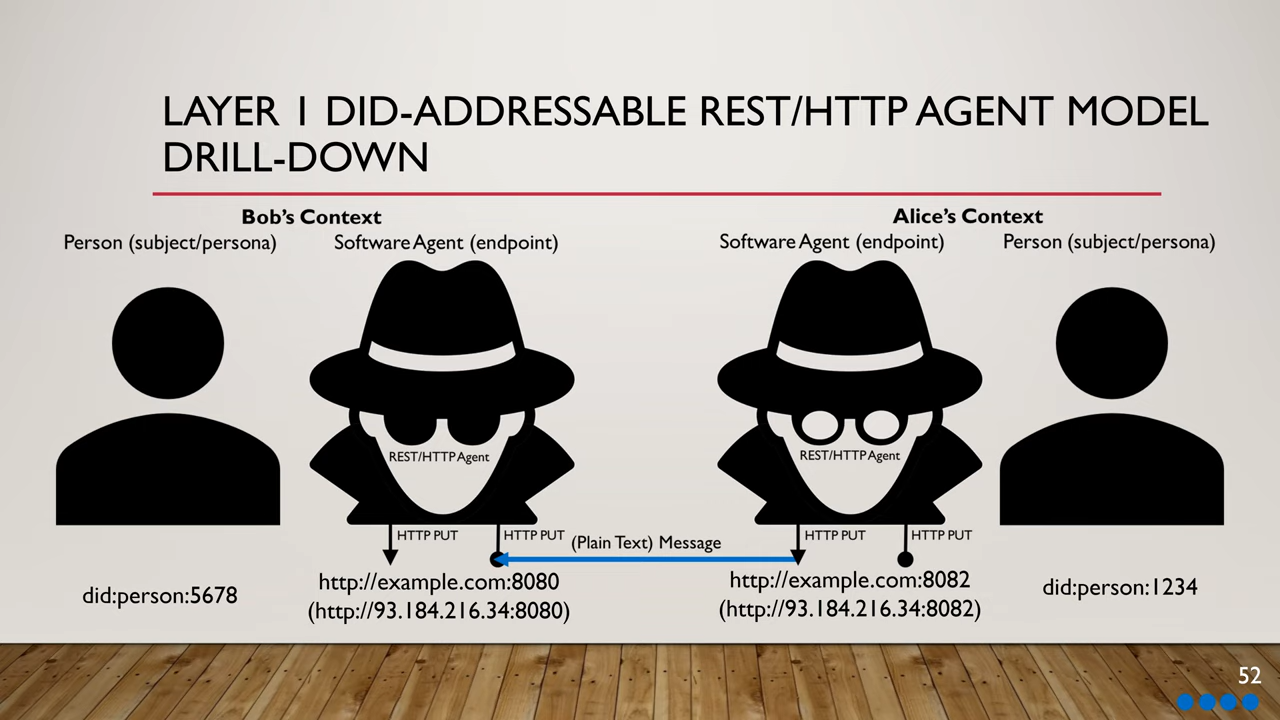 LAYER 1 DID-ADDRESSABLE REST/HTTP AGENT MODEL
DRILL-DOWN
Bob's Context
Person (subject/persona)
Software Agent (endpoint)
Alice's Context
Software Agent (endpoint)
Person (subject/persona)
REST/HTTP Agent
REST/HTTP Agent
HTTP PUT
HTTP PUT
(Plain Text) Message
HTTP PUT
HTTP PUT
did:person:5678
http://example.com:8080
(http://93.184.216.34:8080)
http://example.com:8082
(http://93.184.216.34:8082)
did:person:1234
52